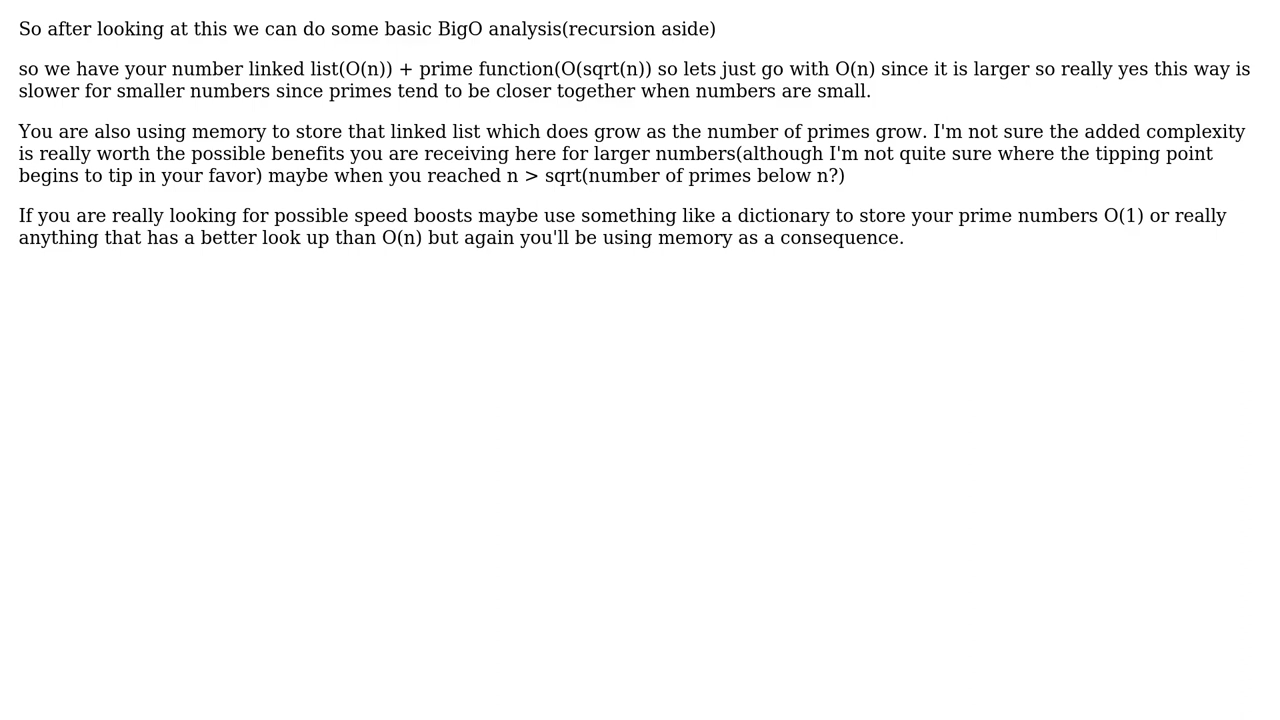 So after looking at this we can do some basic BigO analysis(recursion aside)
so we have your number linked list(O(n)) + prime function(O(sqrt(n)) so lets just go with O(n) since it is larger so really yes this way is
slower for smaller numbers since primes tend to be closer together when numbers are small.
You are also using memory to store that linked list which does grow as the number of primes grow. I'm not sure the added complexity
is really worth the possible benefits you are receiving here for larger numbers(although I'm not quite sure where the tipping point
begins to tip in your favor) maybe when you reached n > sqrt(number of primes below n?)
If you are really looking for possible speed boosts maybe use something like a dictionary to store your prime numbers O(1) or really
anything that has a better look up than O(n) but again you'll be using memory as a consequence.